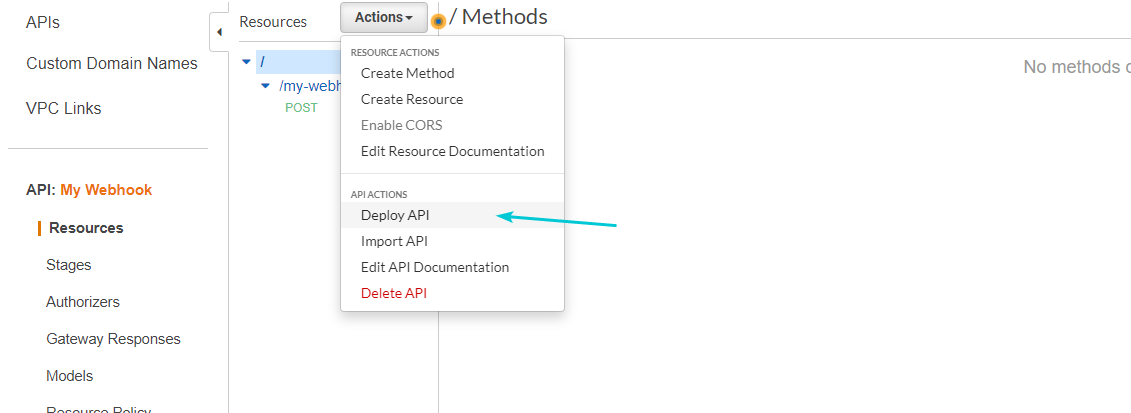 APIs
Custom Domain Names
VPC Links
API: My Webhook
Resources
Stages
Authorizers
Gateway Responses
Models
Resource Policy
Resources
Actions
/
/my-webh
POST
RESOURCE ACTIONS
Create Method
Create Resource
Enable CORS
Edit Resource Documentation
API ACTIONS
Deploy API
Import API
Edit API Documentation
Delete API
/ Methods
No methods